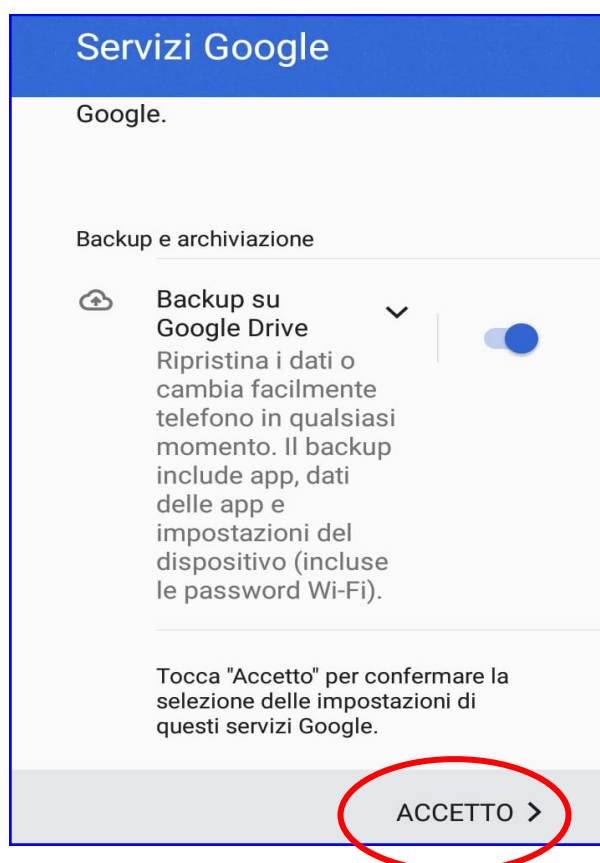 Servizi Google
Google.
Backup e archiviazione
Backup su
Google Drive
Ripristina i dati o
cambia facilmente
telefono in qualsiasi
momento. Il backup
include app, dati
delle app e
impostazioni del
dispositivo (incluse
le password Wi-Fi).
Tocca "Accetto" per confermare la
selezione delle impostazioni di
questi servizi Google.
ACCETTO